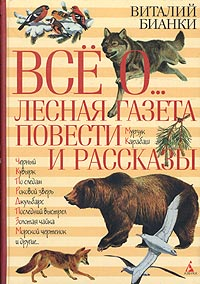 ВИТАЛИЙ
БИАНКИ
ВСЁ О...
ЛЕСНАЯ ГАЗЕТА
ПОВЕСТИ
Мурзук
Карабаш
И РАССКАЗЫ
Черный
Кувырк
По следам
Роковой зверь
Джульбарс
Последний выстрел
Золотая чайка
Морской чертенок
и другие...